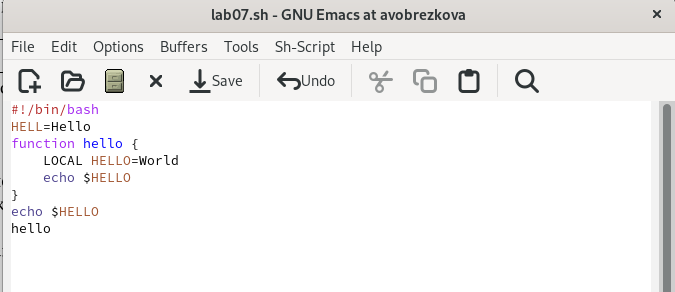 lab07.sh - GNU Emacs at avobrezkova
File Edit Options Buffers Tools Sh-Script Help
Save Undo
#!/bin/bash
HELL=Hello
function hello {
    LOCAL HELLO=World
    echo $HELLO
}
echo $HELLO
hello